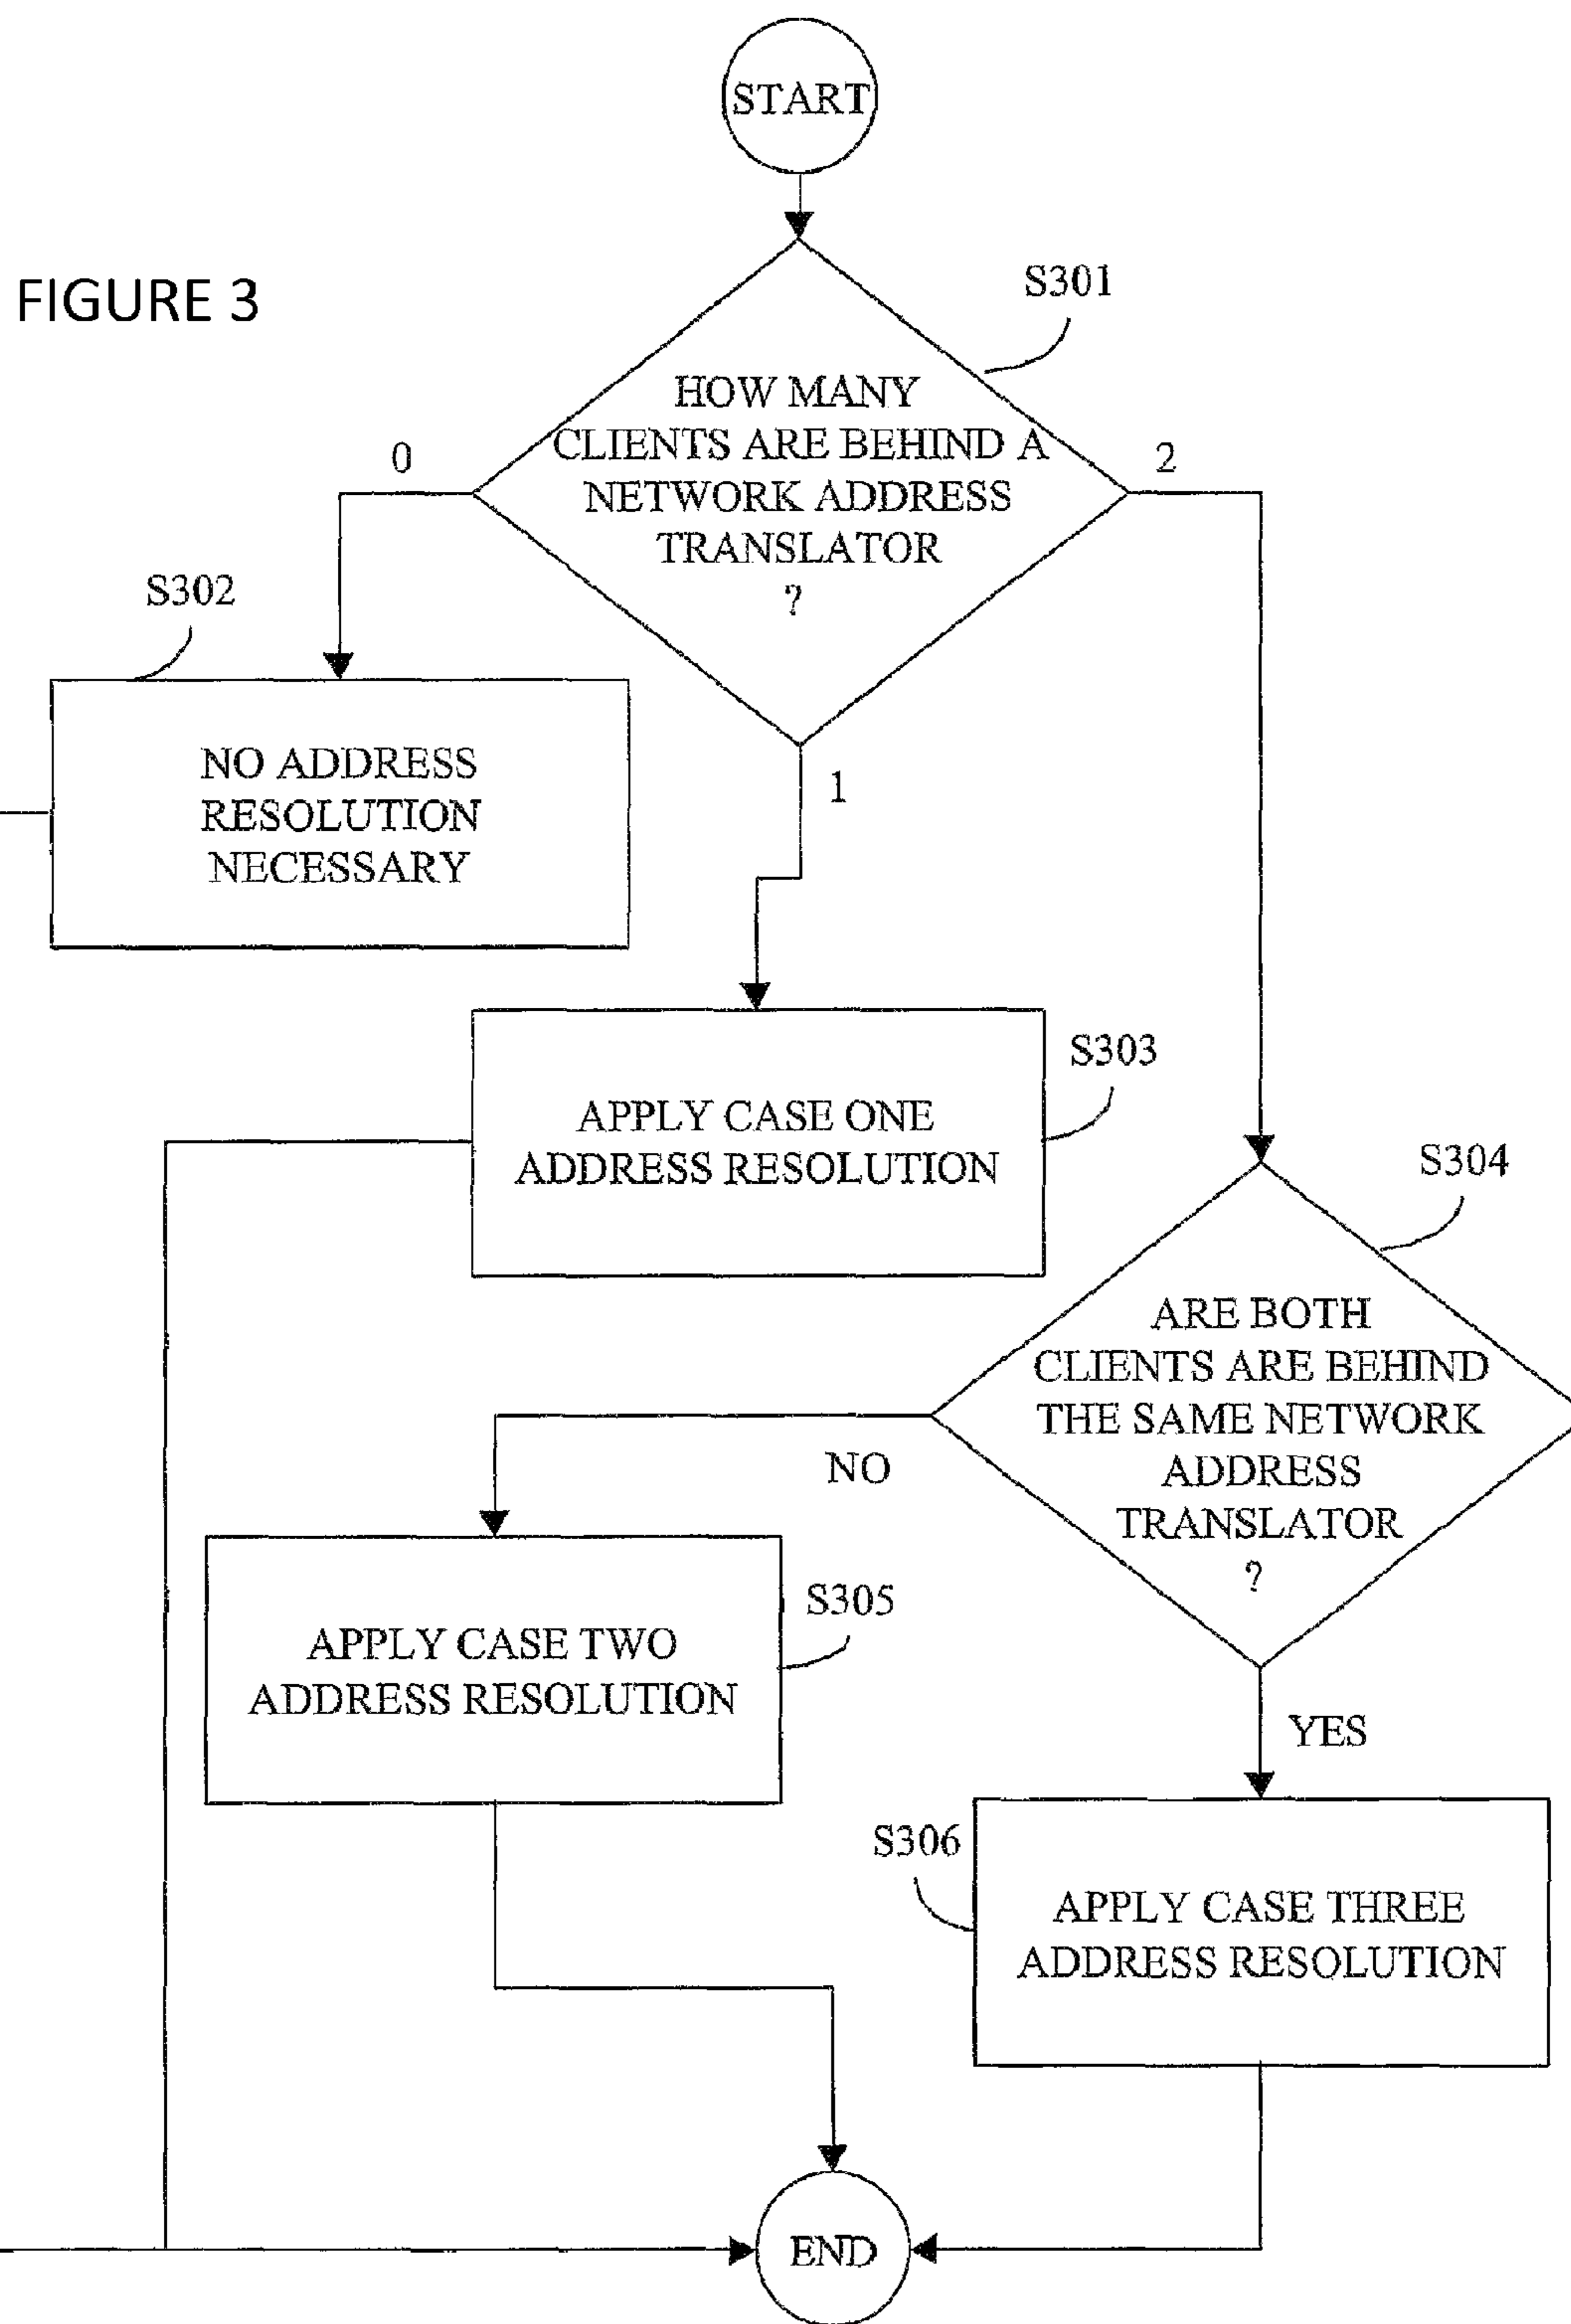 START
FIGURE 3
S301
HOW MANY
CLIENTS ARE BEHIND A
NETWORK ADDRESS
TRANSLATOR
?
0
2
1
S302
NO ADDRESS
RESOLUTION
NECESSARY
S303
APPLY CASE ONE
ADDRESS RESOLUTION
S304
ARE BOTH
CLIENTS ARE BEHIND
THE SAME NETWORK
ADDRESS
TRANSLATOR
?
NO
YES
S305
APPLY CASE TWO
ADDRESS RESOLUTION
S306
APPLY CASE THREE
ADDRESS RESOLUTION
END